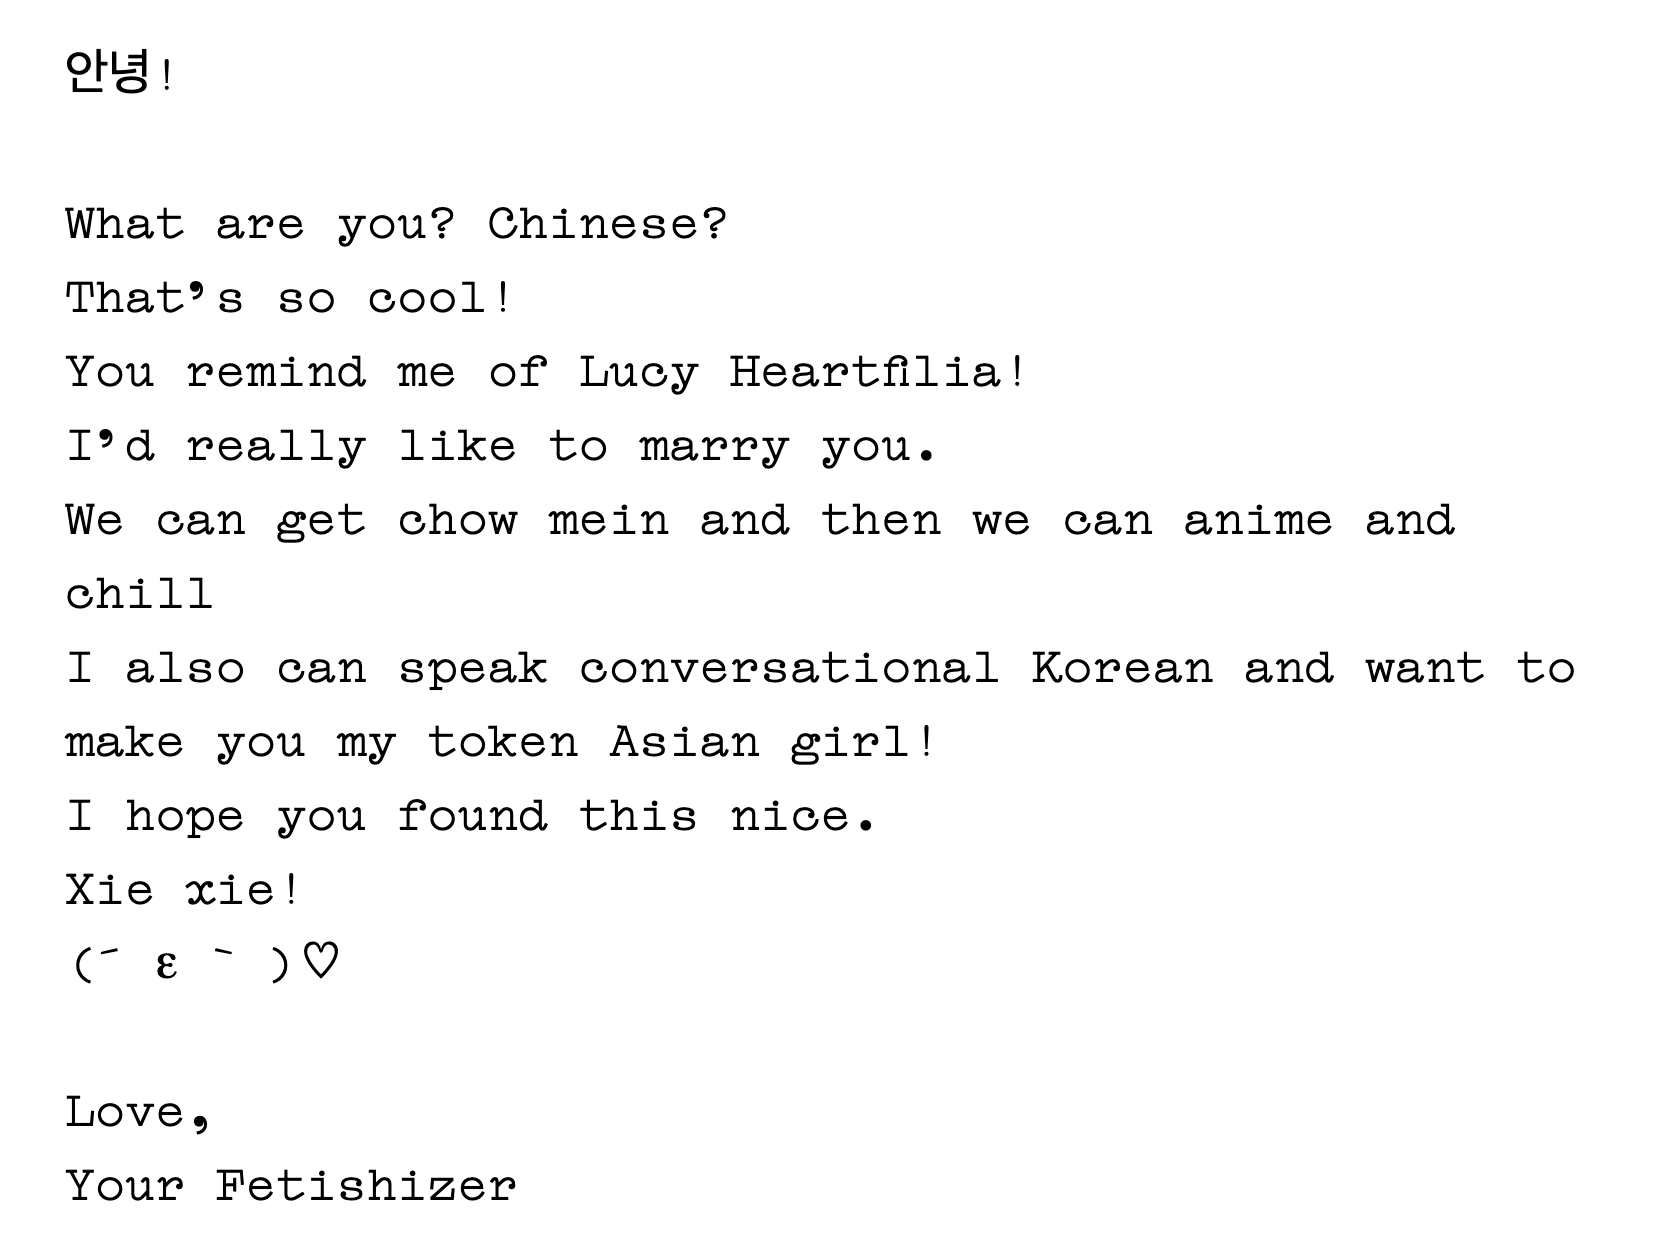 안녕!
What are you? Chinese?
That’s so cool!
You remind me of Lucy Heartfilia!
I’d really like to marry you.
We can get chow mein and then we can anime and
chill
I also can speak conversational Korean and want to
make you my token Asian girl!
I hope you found this nice.
Xie xie!
(´ ε ` )♡
Love,
Your Fetishizer